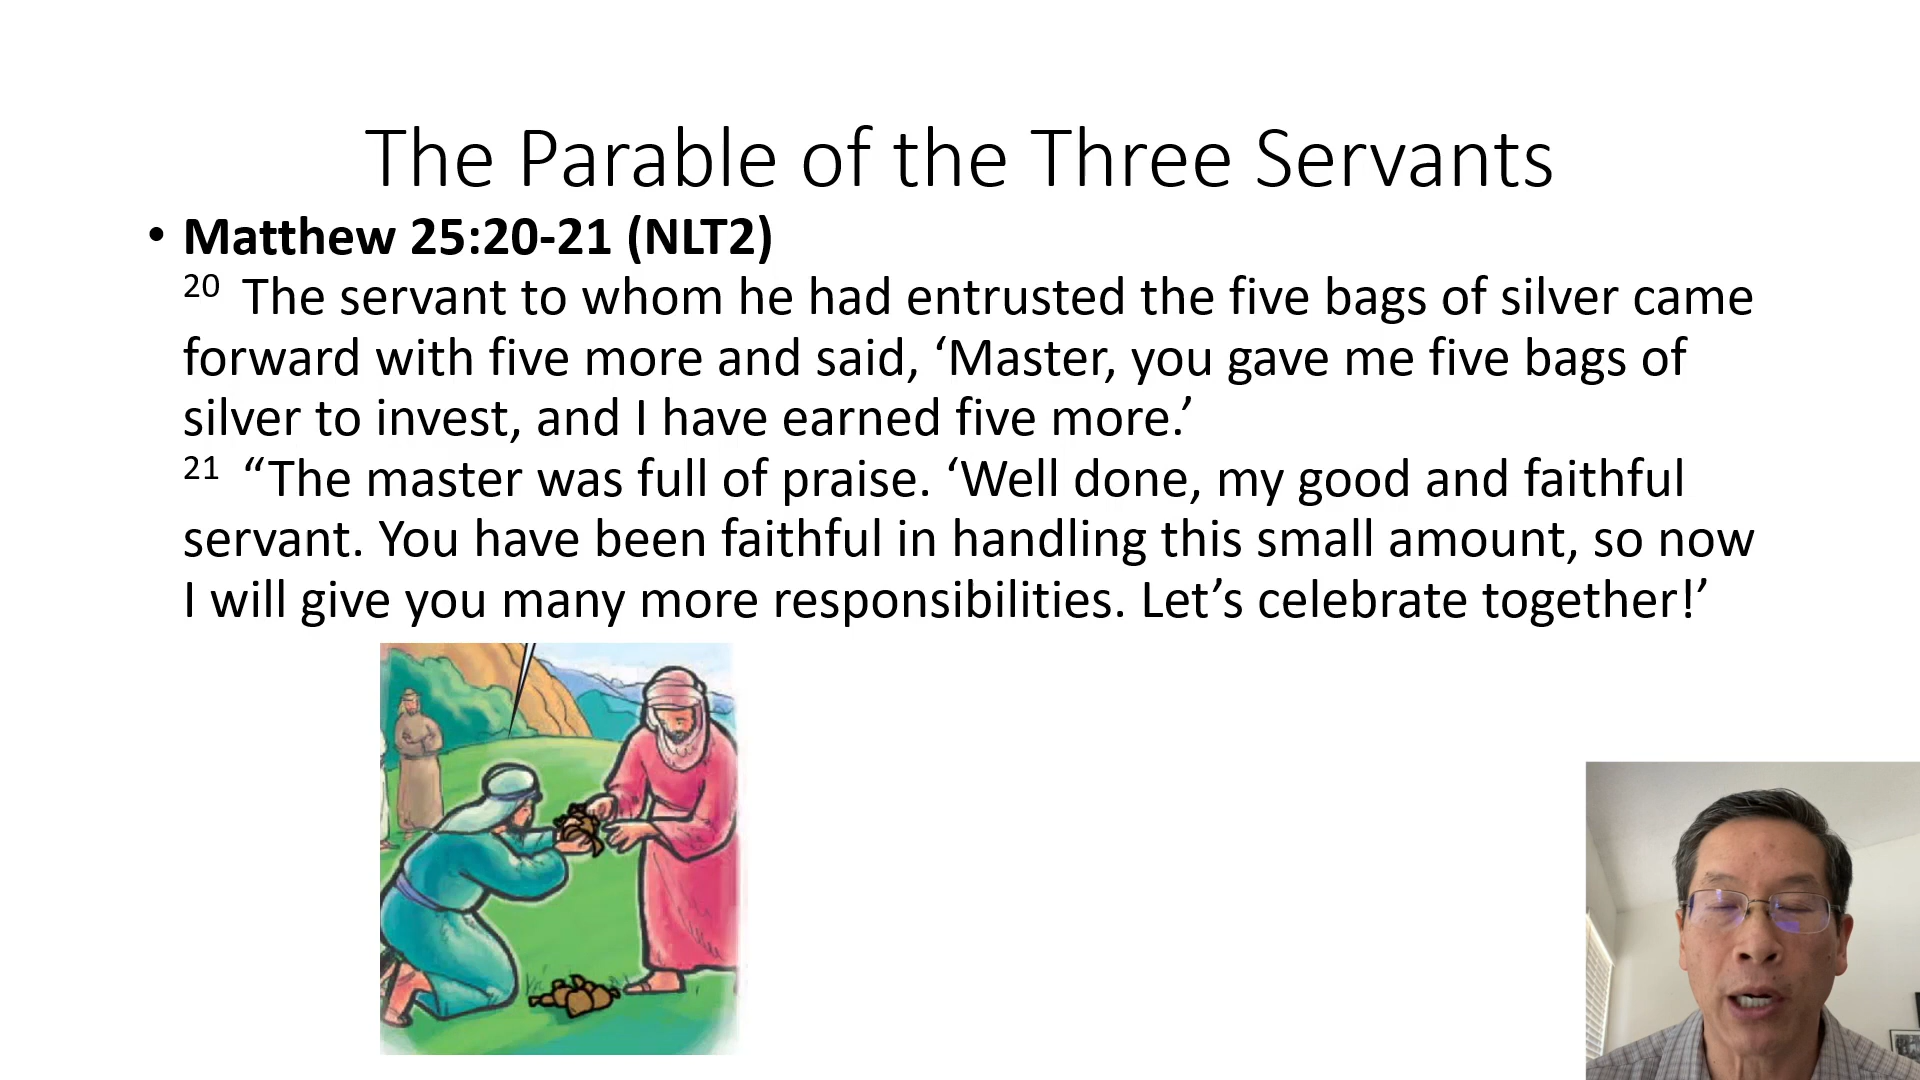 The Parable of the Three Servants
• Matthew 25:20-21 (NLT2)
20 The servant to whom he had entrusted the five bags of silver came
forward with five more and said, ‘Master, you gave me five bags of
silver to invest, and I have earned five more.’
21 “The master was full of praise. ‘Well done, my good and faithful
servant. You have been faithful in handling this small amount, so now
I will give you many more responsibilities. Let’s celebrate together!’